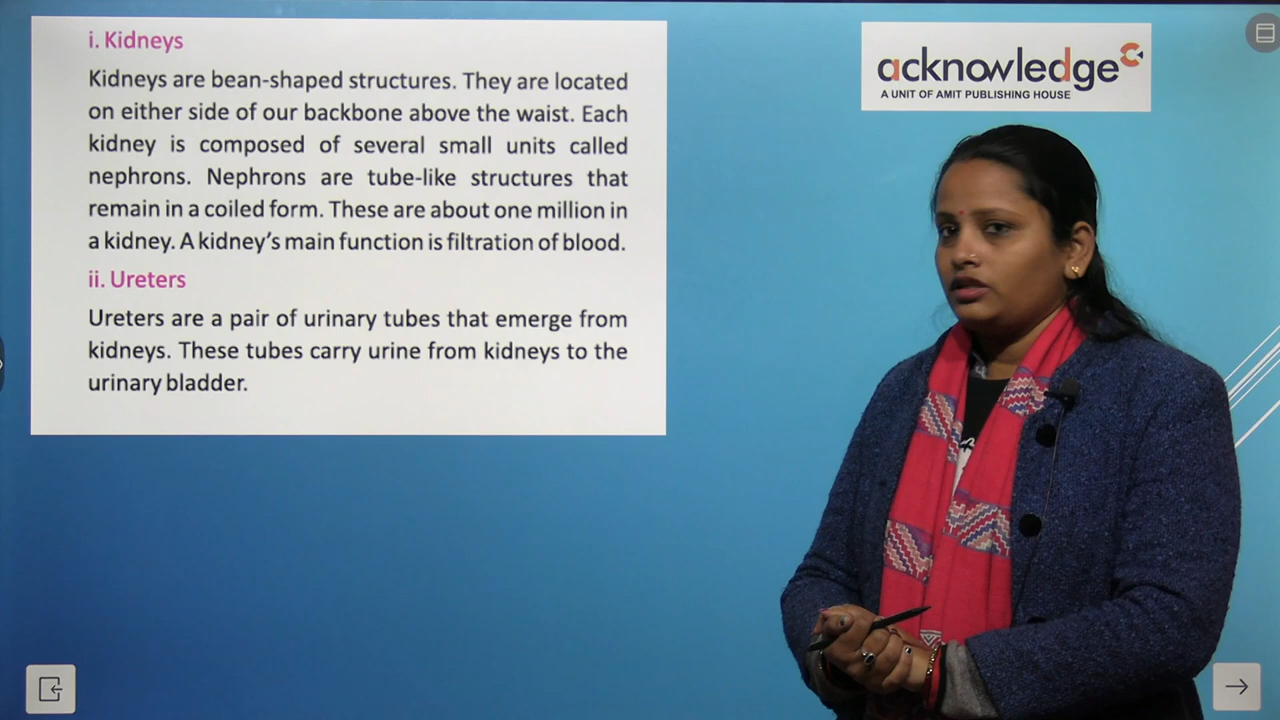 i. Kidneys
Kidneys are bean-shaped structures. They are located
on either side of our backbone above the waist. Each
kidney is composed of several small units called
nephrons. Nephrons are tube-like structures that
remain in a coiled form. These are about one million in
a kidney. A kidney's main function is filtration of blood.
ii. Ureters
Ureters are a pair of urinary tubes that emerge from
kidneys. These tubes carry urine from kidneys to the
urinary bladder.
acknowledge
A UNIT OF AMIT PUBLISHING HOUSE